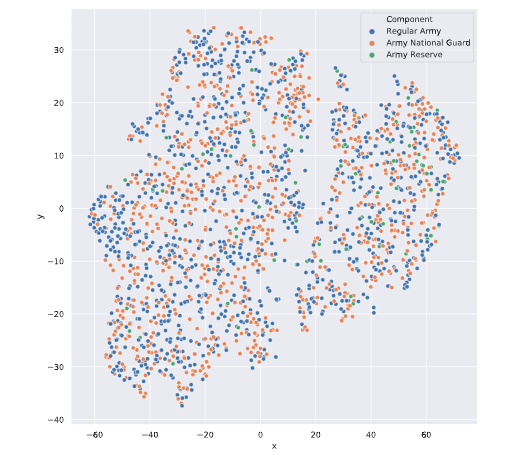 Component
Regular Army
Army National Guard
Army Reserve
30
20
10
0
−10
−20
−30
−40
y
−60 −40 −20 0 20 40 60
x